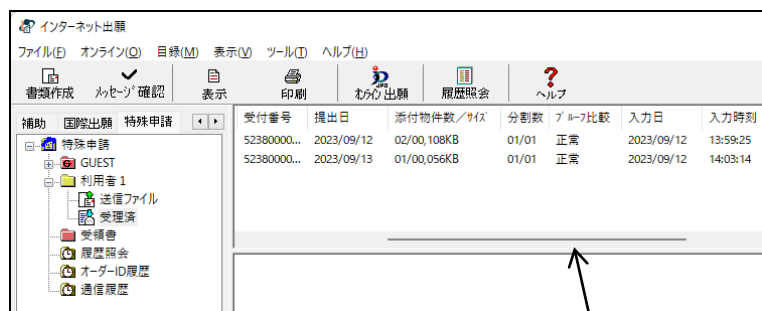 インターネット出願
ファイル(F) オンライン(O) 目録(M) 表示(V) ツール(T) ヘルプ(H)
書類作成 メッセージ確認 表示 印刷 オンライン出願 履歴照会 ヘルプ
補助 国際出願 特殊申請
受付番号 提出日 添付物件数/サイズ 分割数 プルーフ比較 入力日 入力時刻
52380000... 2023/09/12 02/00,108KB 01/01 正常 2023/09/12 13:59:25
52380000... 2023/09/13 01/00,056KB 01/01 正常 2023/09/12 14:03:14
特殊申請
GUEST
利用者1
送信ファイル
受理済
受領書
履歴照会
オーダーID履歴
通信履歴